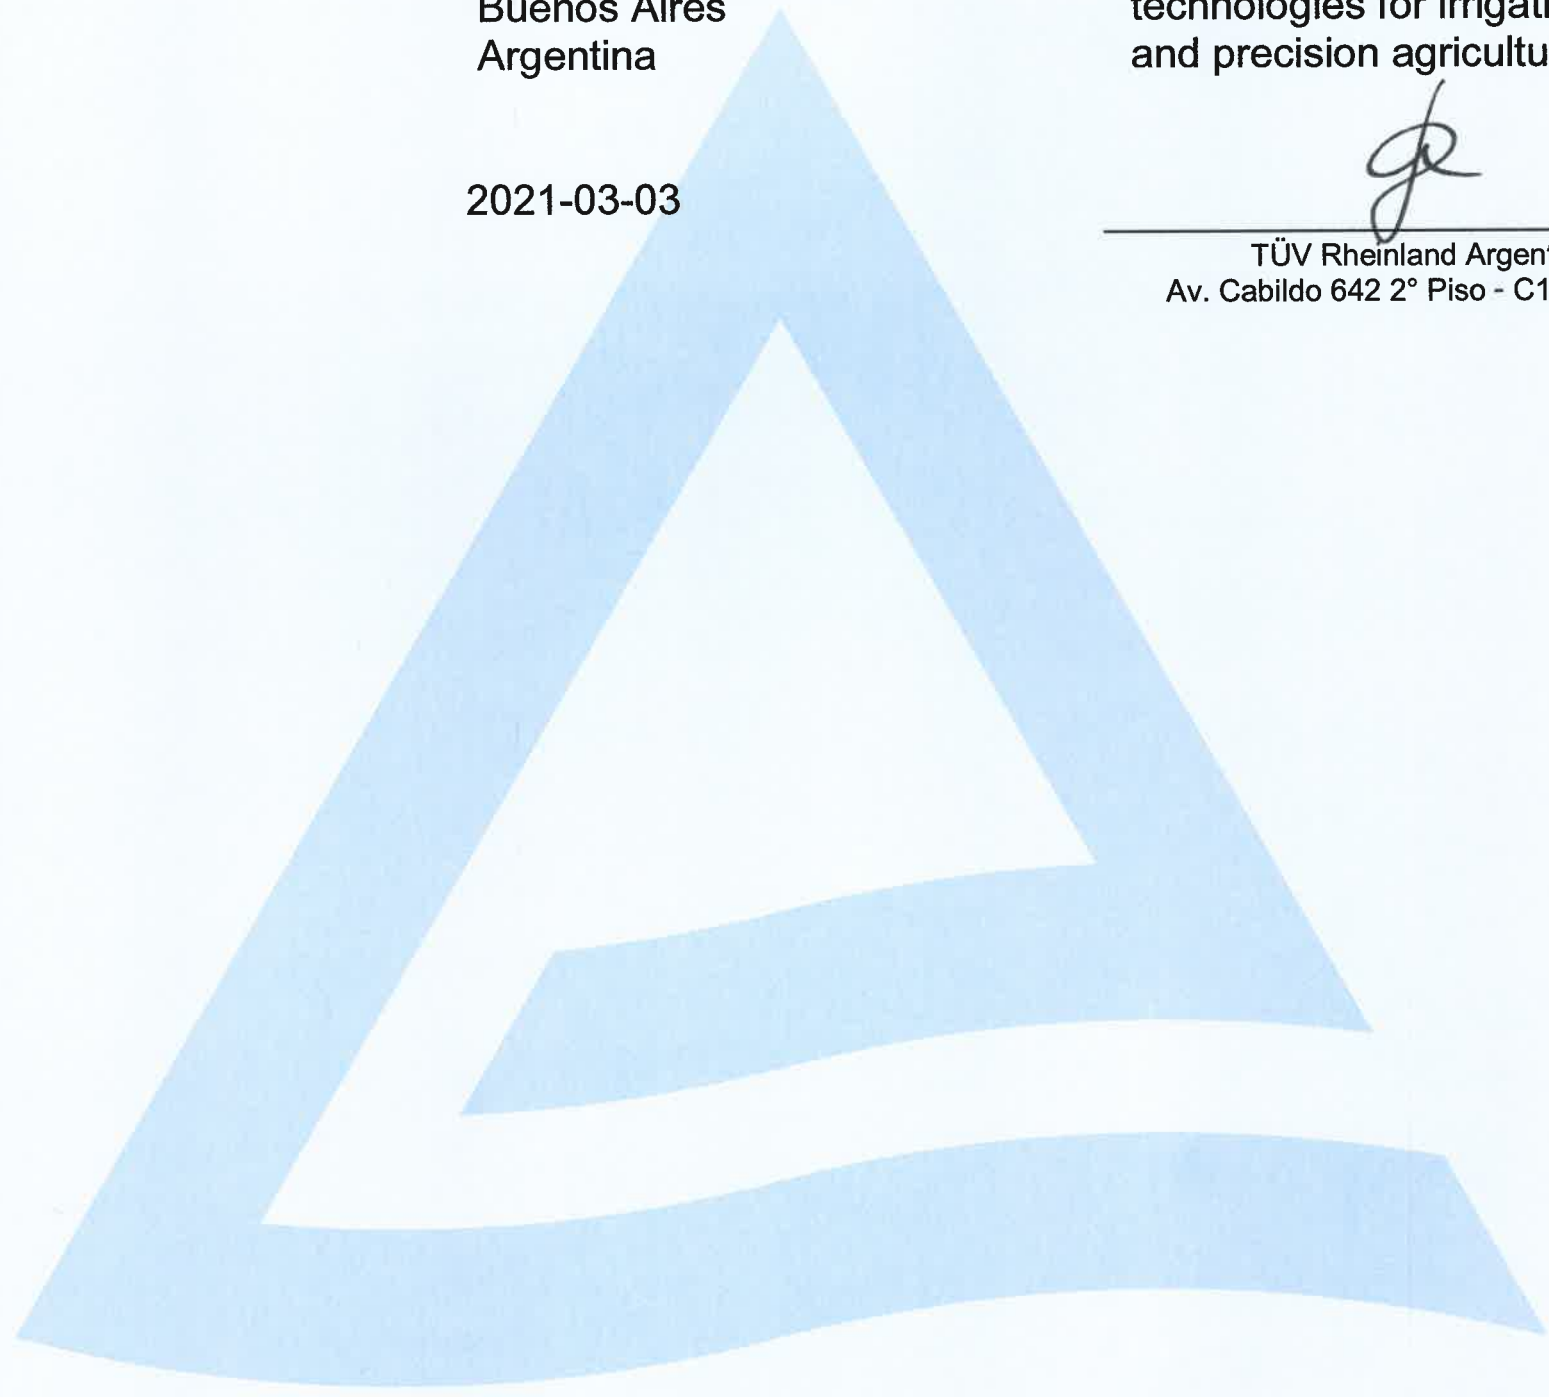 Buenos Aires
Argentina
technologies for irrigati
and precision agricultu
2021-03-03
TÜV Rheinland Argent
Av. Cabildo 642 2° Piso - C1